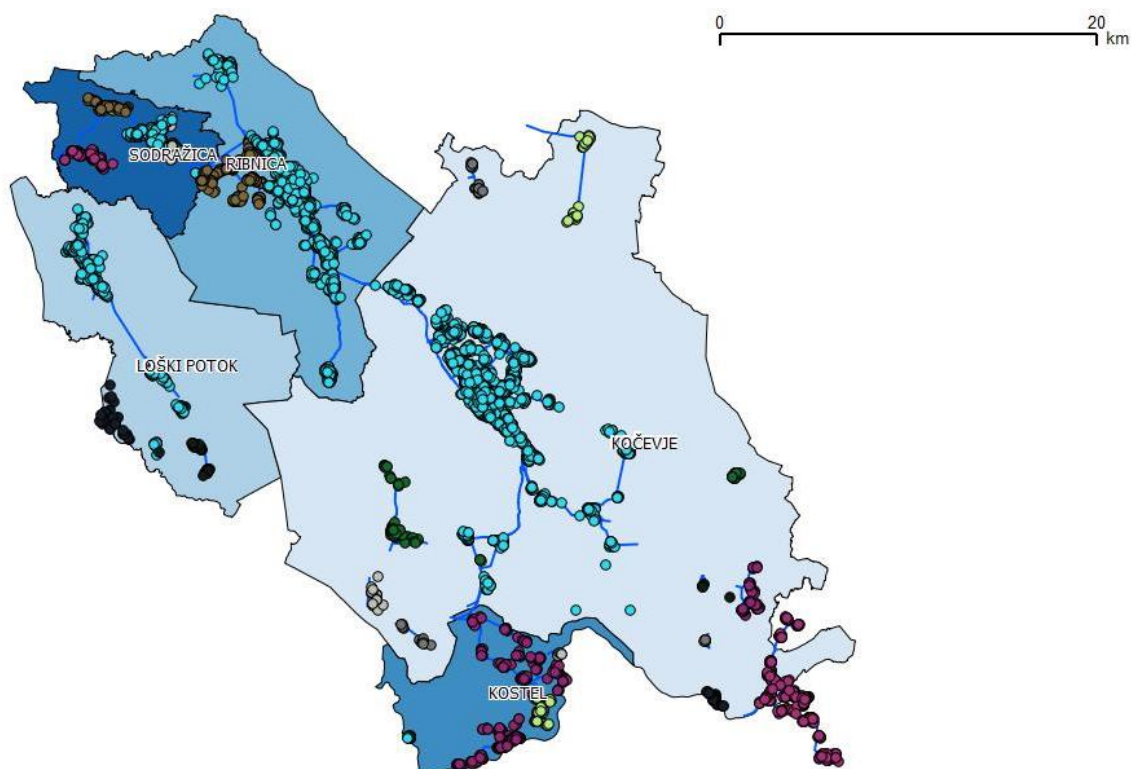 0 20
km
SODRAŽICA
RIBNICA
LOŠKI POTOK
KOČEVJE
KOSTEL